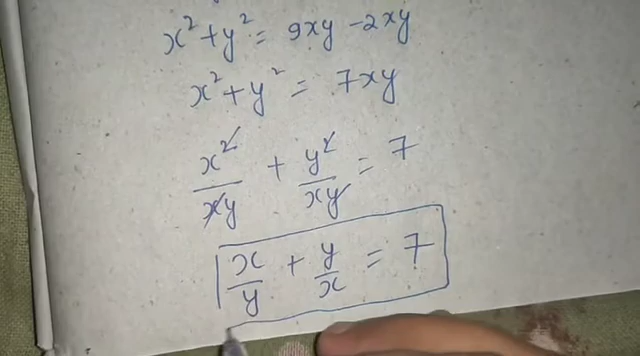 x² + y² = 9xy - 2xy
x² + y² = 7xy
x²/xy + y²/xy = 7
x/y + y/x = 7